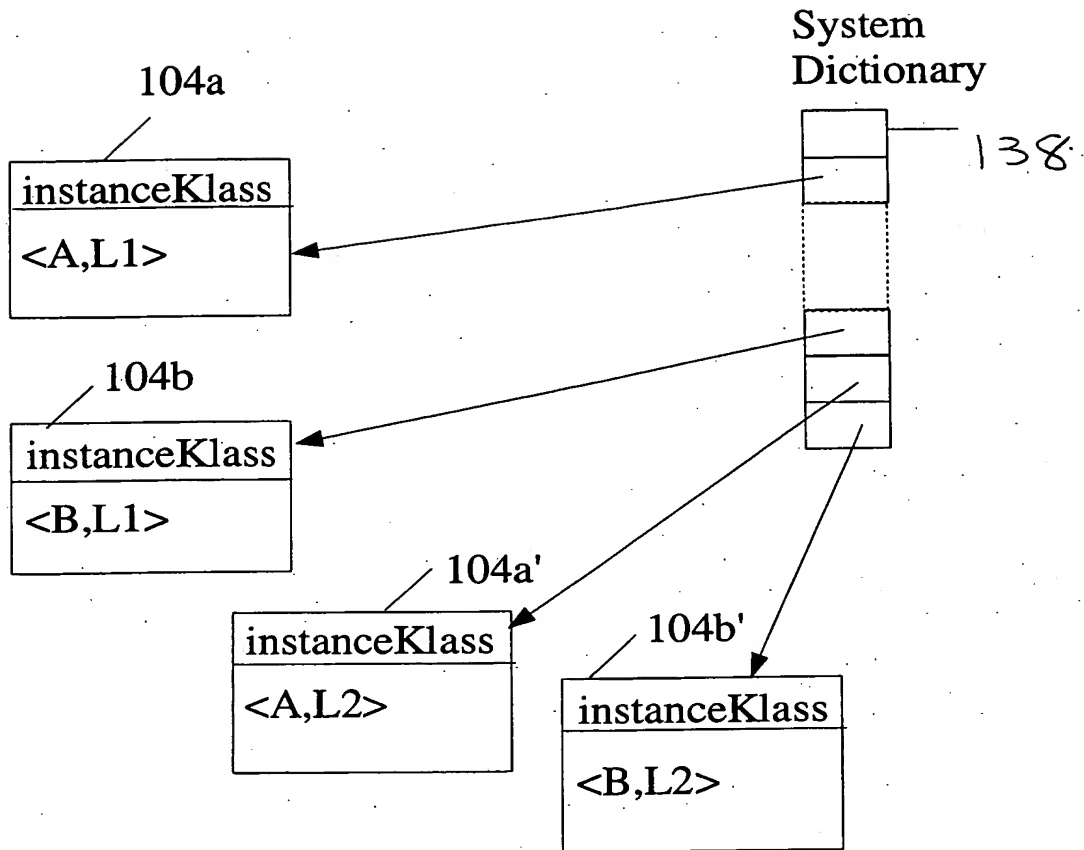 System
Dictionary
104a
138
instanceKlass
<A,L1>
104b
instanceKlass
<B,L1>
104a'
instanceKlass
<A,L2>
104b'
instanceKlass
<B,L2>